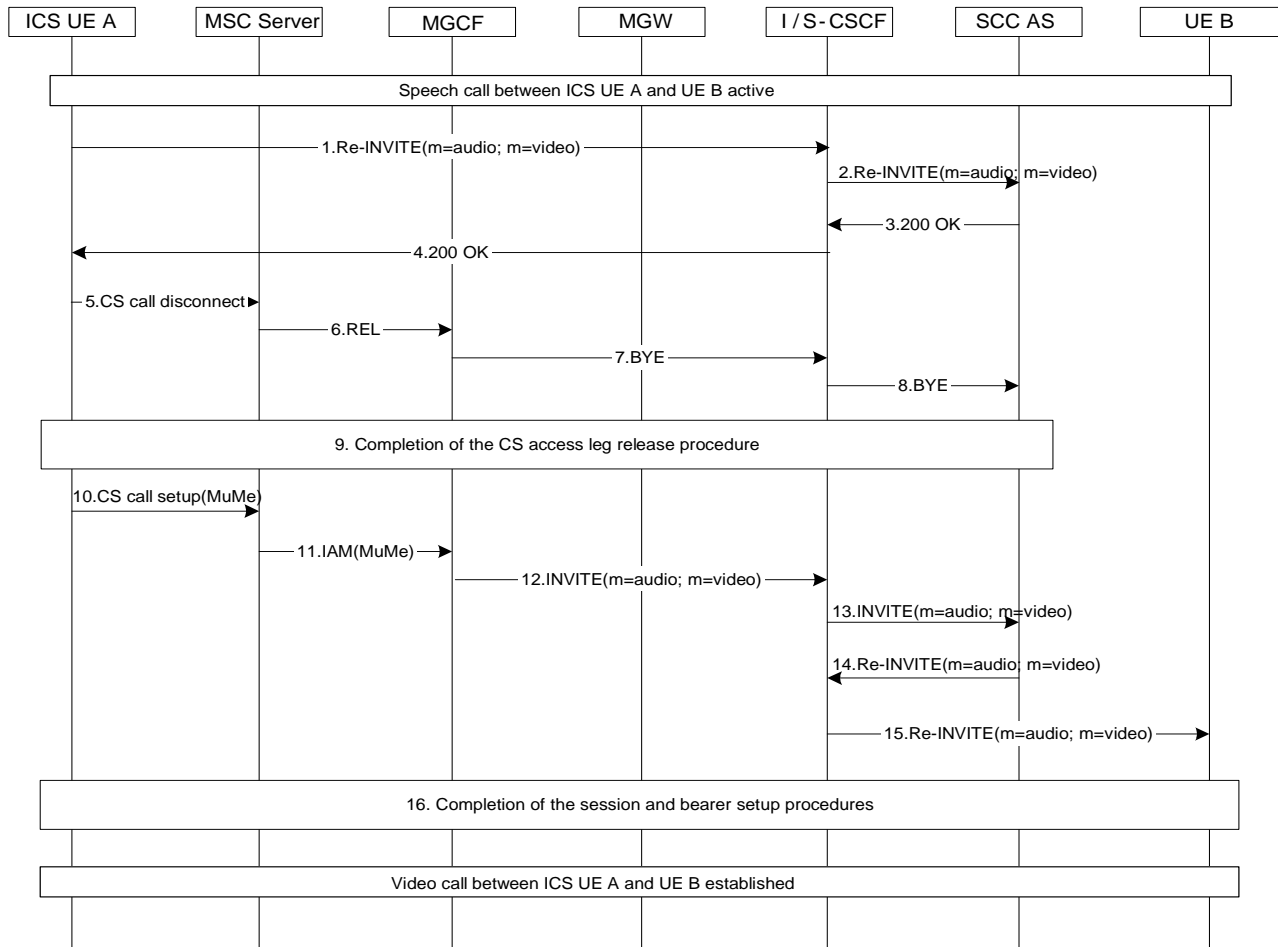 ICS UE A
MSC Server
MGCF
MGW
I / S-CSCF
SCC AS
UE B
Speech call between ICS UE A and UE B active
1.Re-INVITE(m=audio; m=video)
2.Re-INVITE(m=audio; m=video)
3.200 OK
4.200 OK
5.CS call disconnect
6.REL
7.BYE
8.BYE
9. Completion of the CS access leg release procedure
10.CS call setup(MuMe)
11.IAM(MuMe)
12.INVITE(m=audio; m=video)
13.INVITE(m=audio; m=video)
14.Re-INVITE(m=audio; m=video)
15.Re-INVITE(m=audio; m=video)
16. Completion of the session and bearer setup procedures
Video call between ICS UE A and UE B established